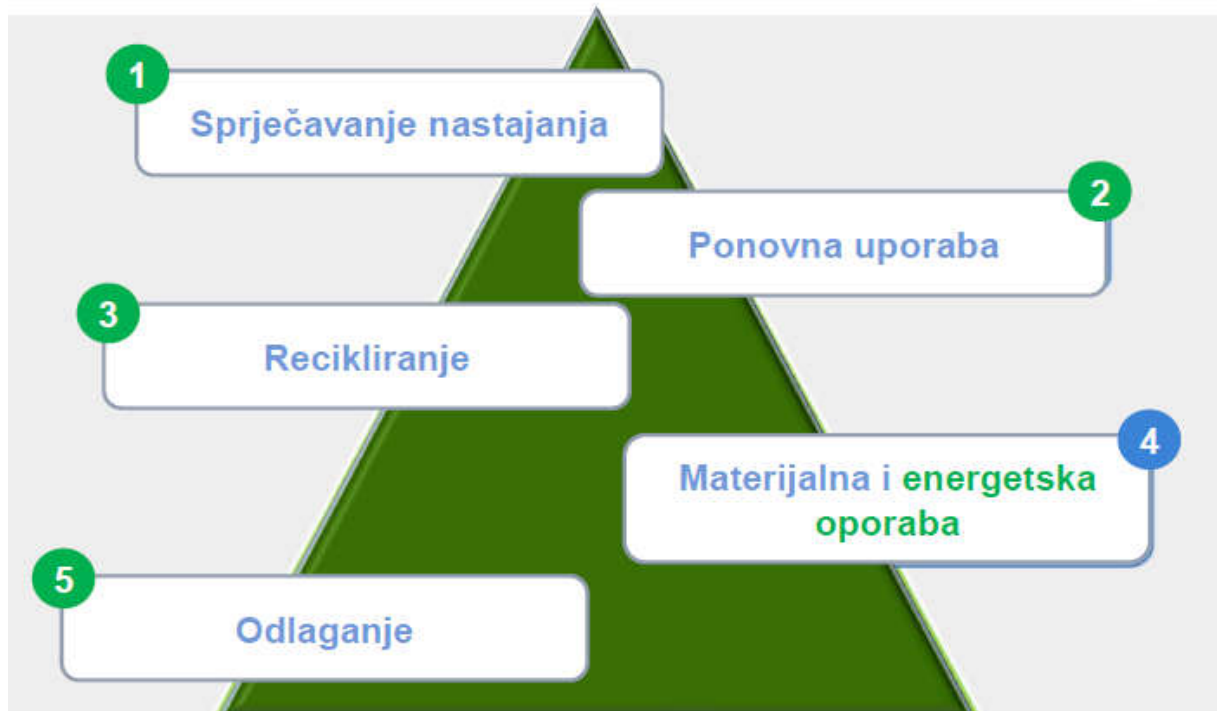 1
Sprječavanje nastajanja
2
Ponovna uporaba
3
Recikliranje
4
Materijalna i energetska
oporaba
5
Odlaganje